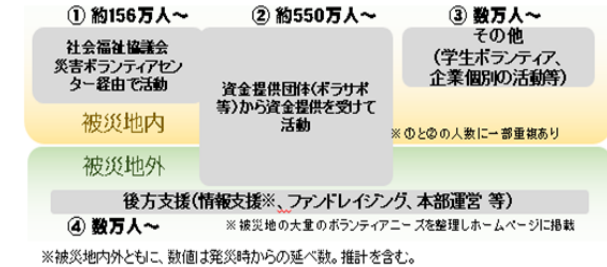 ① 約156万人～
② 約550万人～
③ 数万人～
社会福祉協議会
災害ボランティアセン
ター経由で活動
資金提供団体(ボラサポ
等)から資金提供を受けて
活動
その他
(学生ボランティア、
企業個別の活動等)
被災地内
※①と②の人数に一部重複あり
被災地外
後方支援(情報支援※、ファンドレイジング、本部運営 等)
④ 数万人～
※被災地の大量のボランティアニーズを整理しホームページに掲載
※被災地内外ともに、数値は発災時からの延べ数。推計を含む。